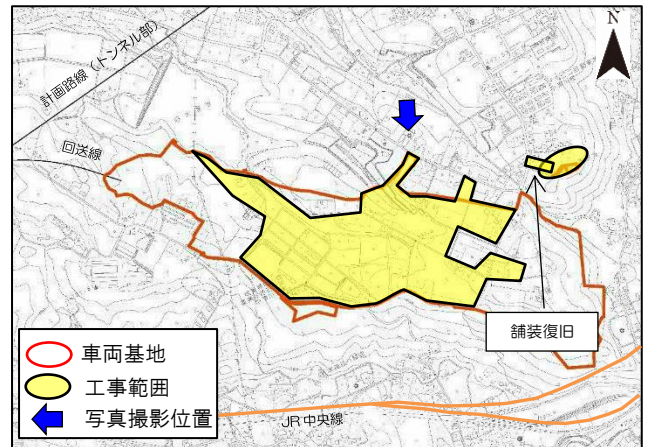 N
計画路線（トンネル部）
回送線
舗装復旧
車両基地
工事範囲
写真撮影位置
JR中央線